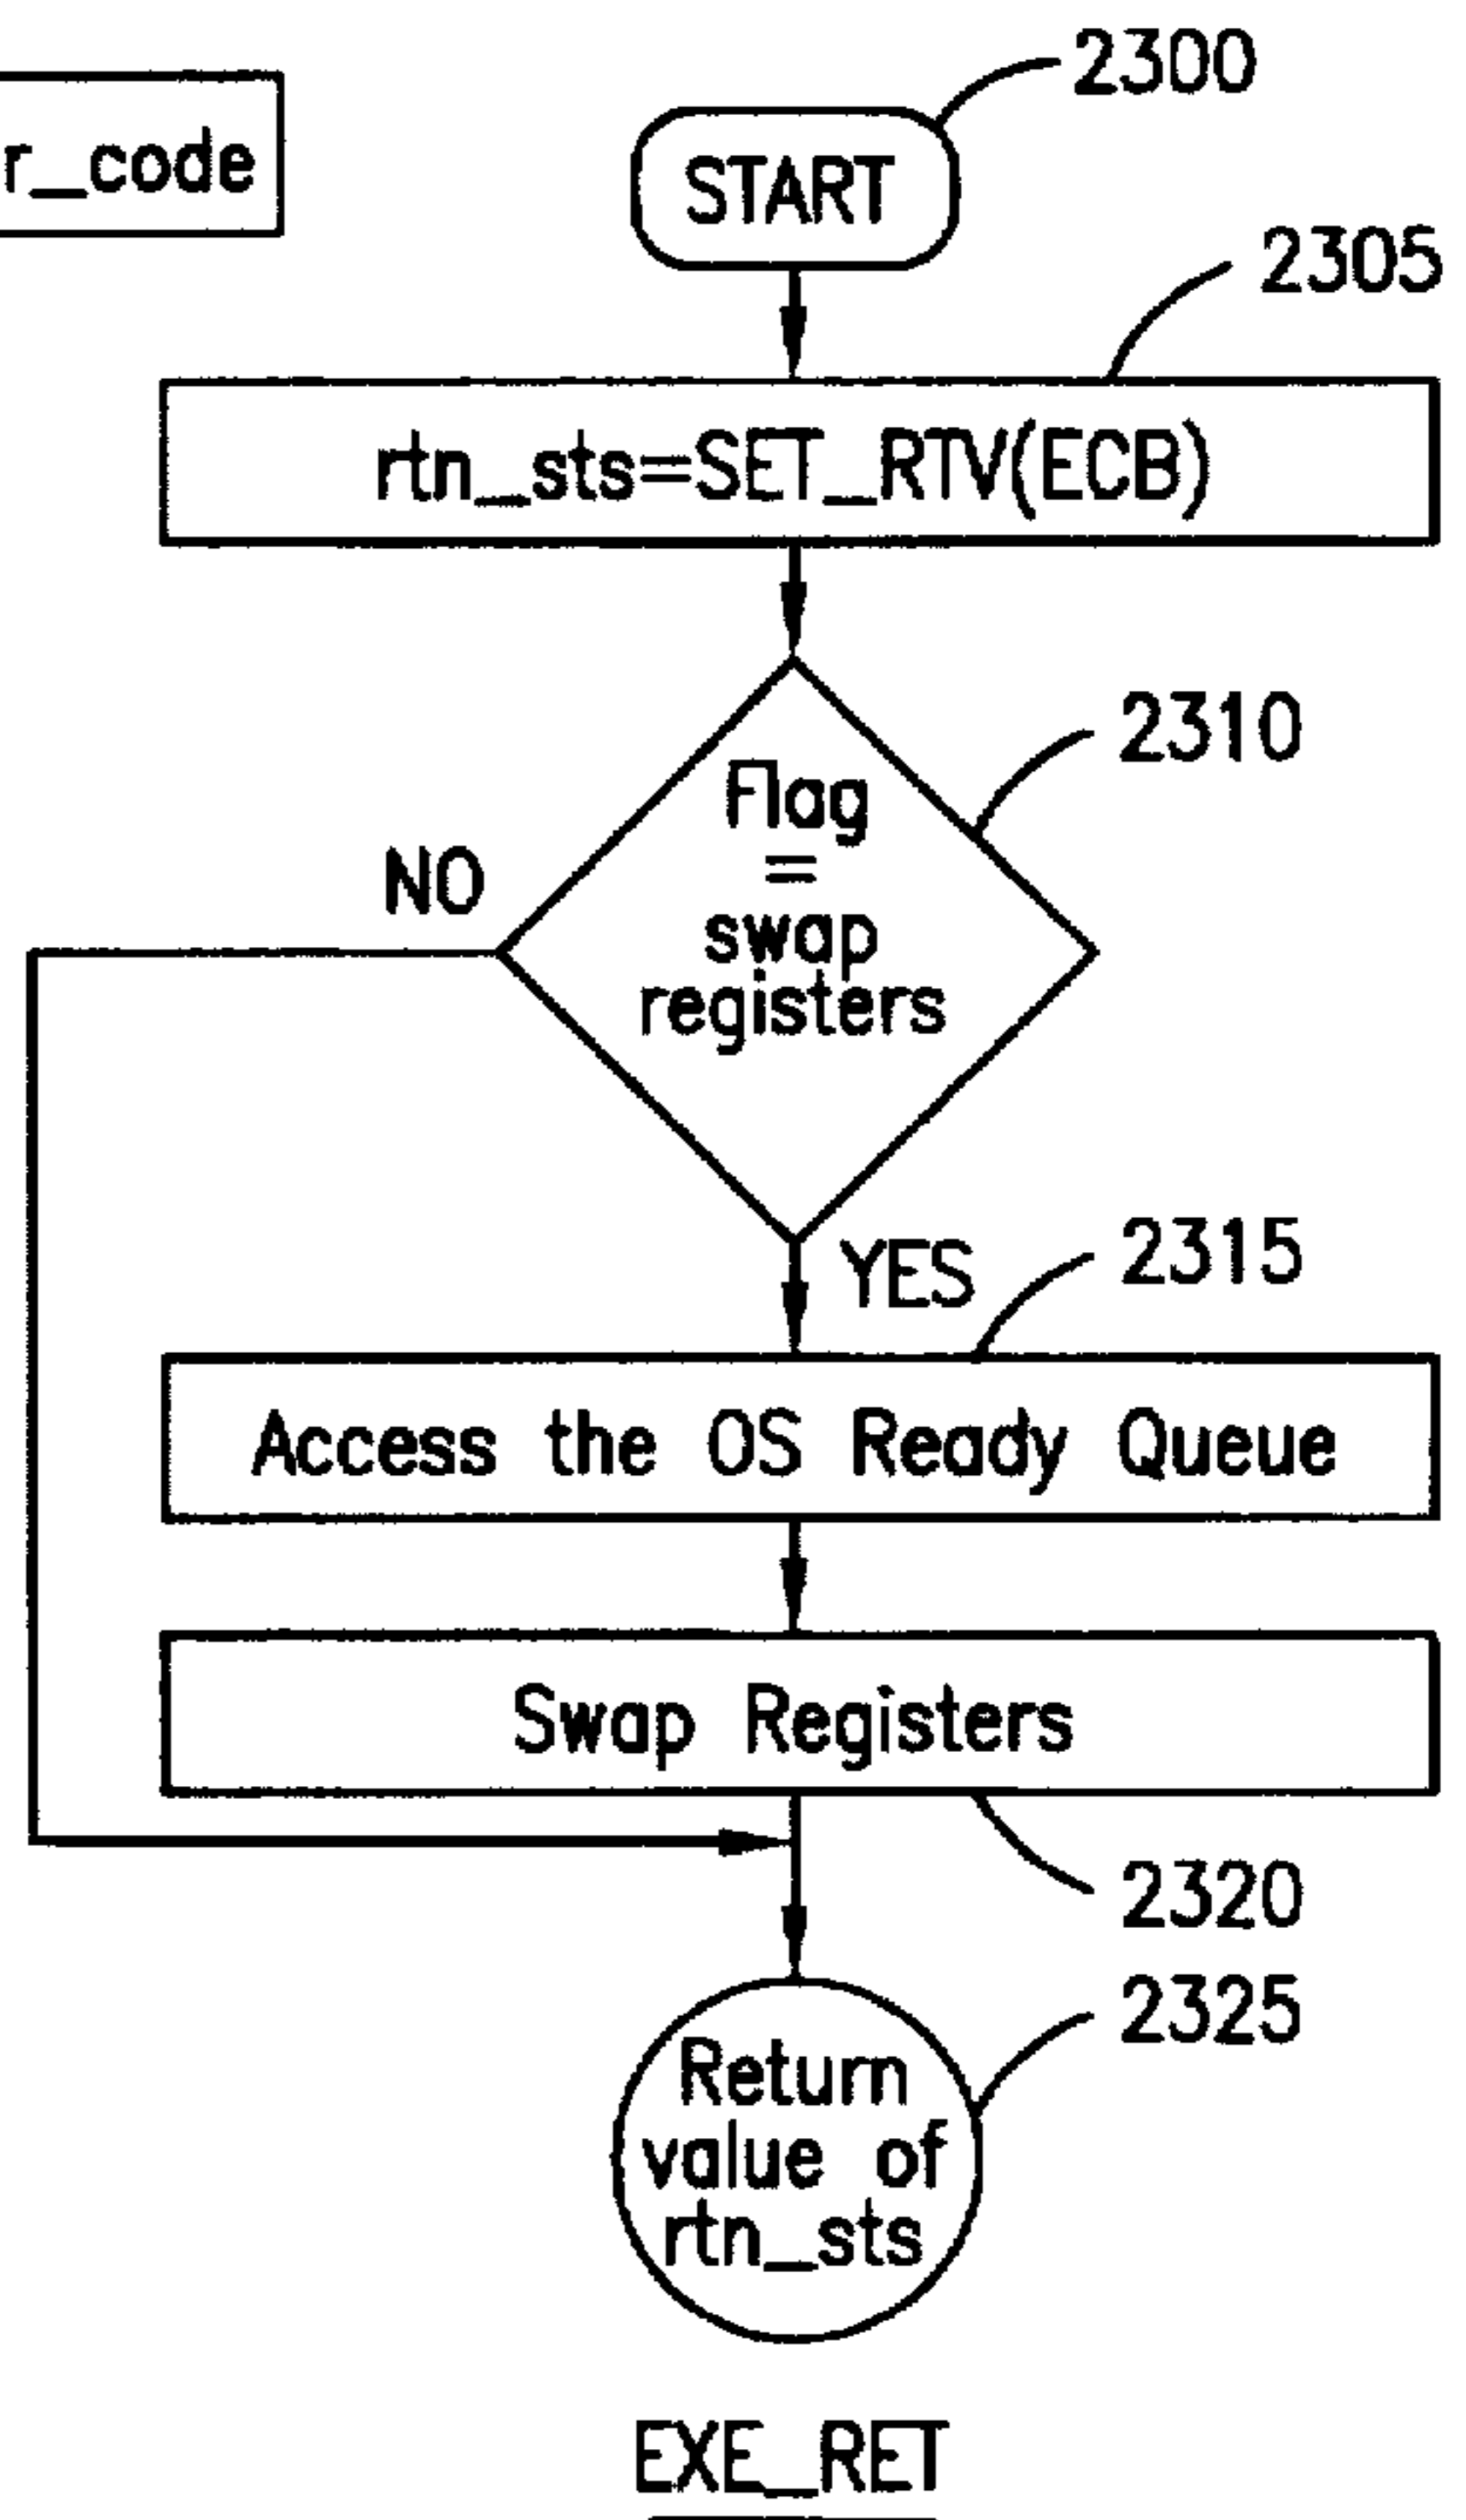 2300
r_code
START
2305
rtn_sts=SET_RTV(ECB)
2310
Flag
=
swap
registers
NO
YES
2315
Access the OS Ready Queue
Swap Registers
2320
2325
Return
value of
rtn_sts
EXE_RET